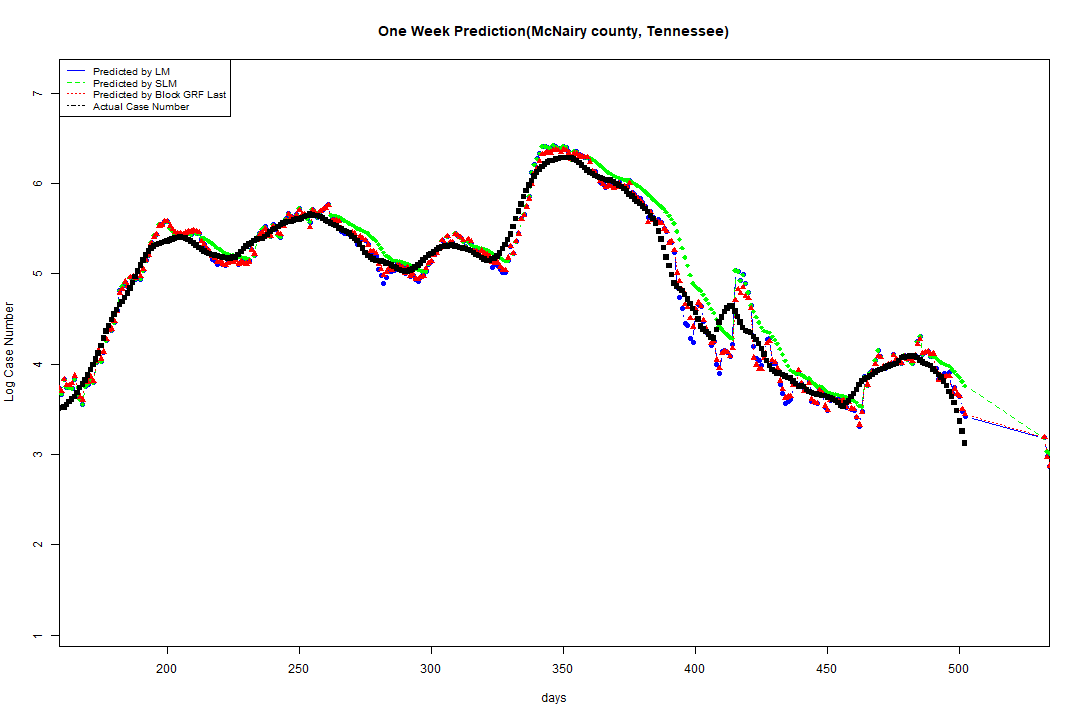 One Week Prediction(McNairy county, Tennessee)
Predicted by LM
Predicted by SLM
Predicted by Block GRF Last
Actual Case Number
Log Case Number
7
6
5
4
3
2
1
200 250 300 350 400 450 500
days